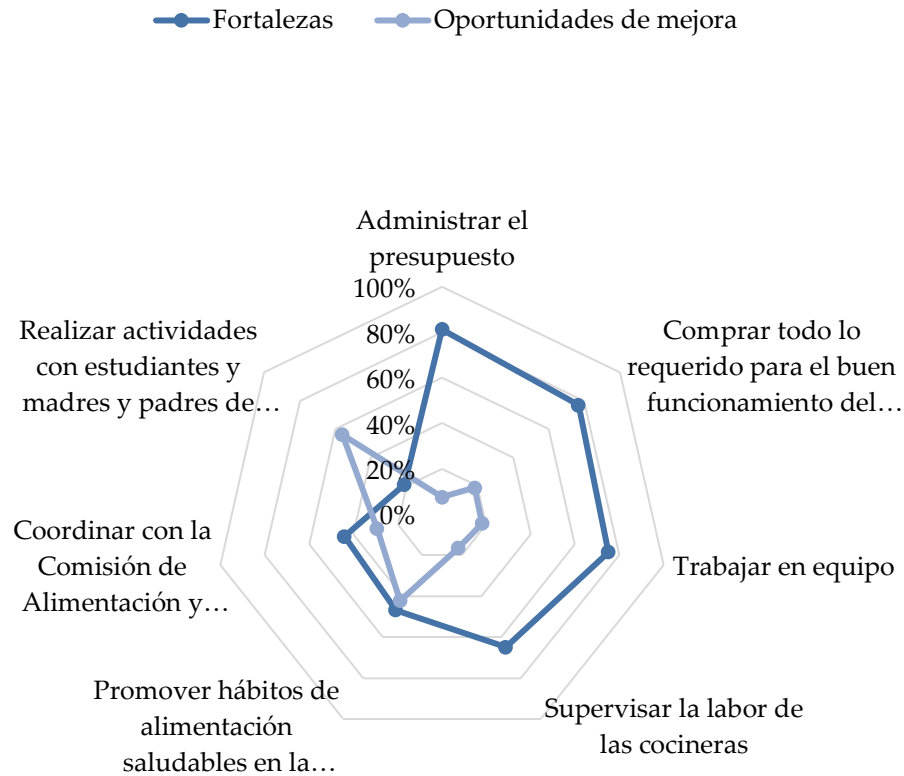 Fortalezas
Oportunidades de mejora
Administrar el
presupuesto
100%
80%
60%
40%
20%
0%
Comprar todo lo
requerido para el buen
funcionamiento del…
Trabajar en equipo
Supervisar la labor de
las cocineras
Promover hábitos de
alimentación
saludables en la…
Coordinar con la
Comisión de
Alimentación y…
Realizar actividades
con estudiantes y
madres y padres de…